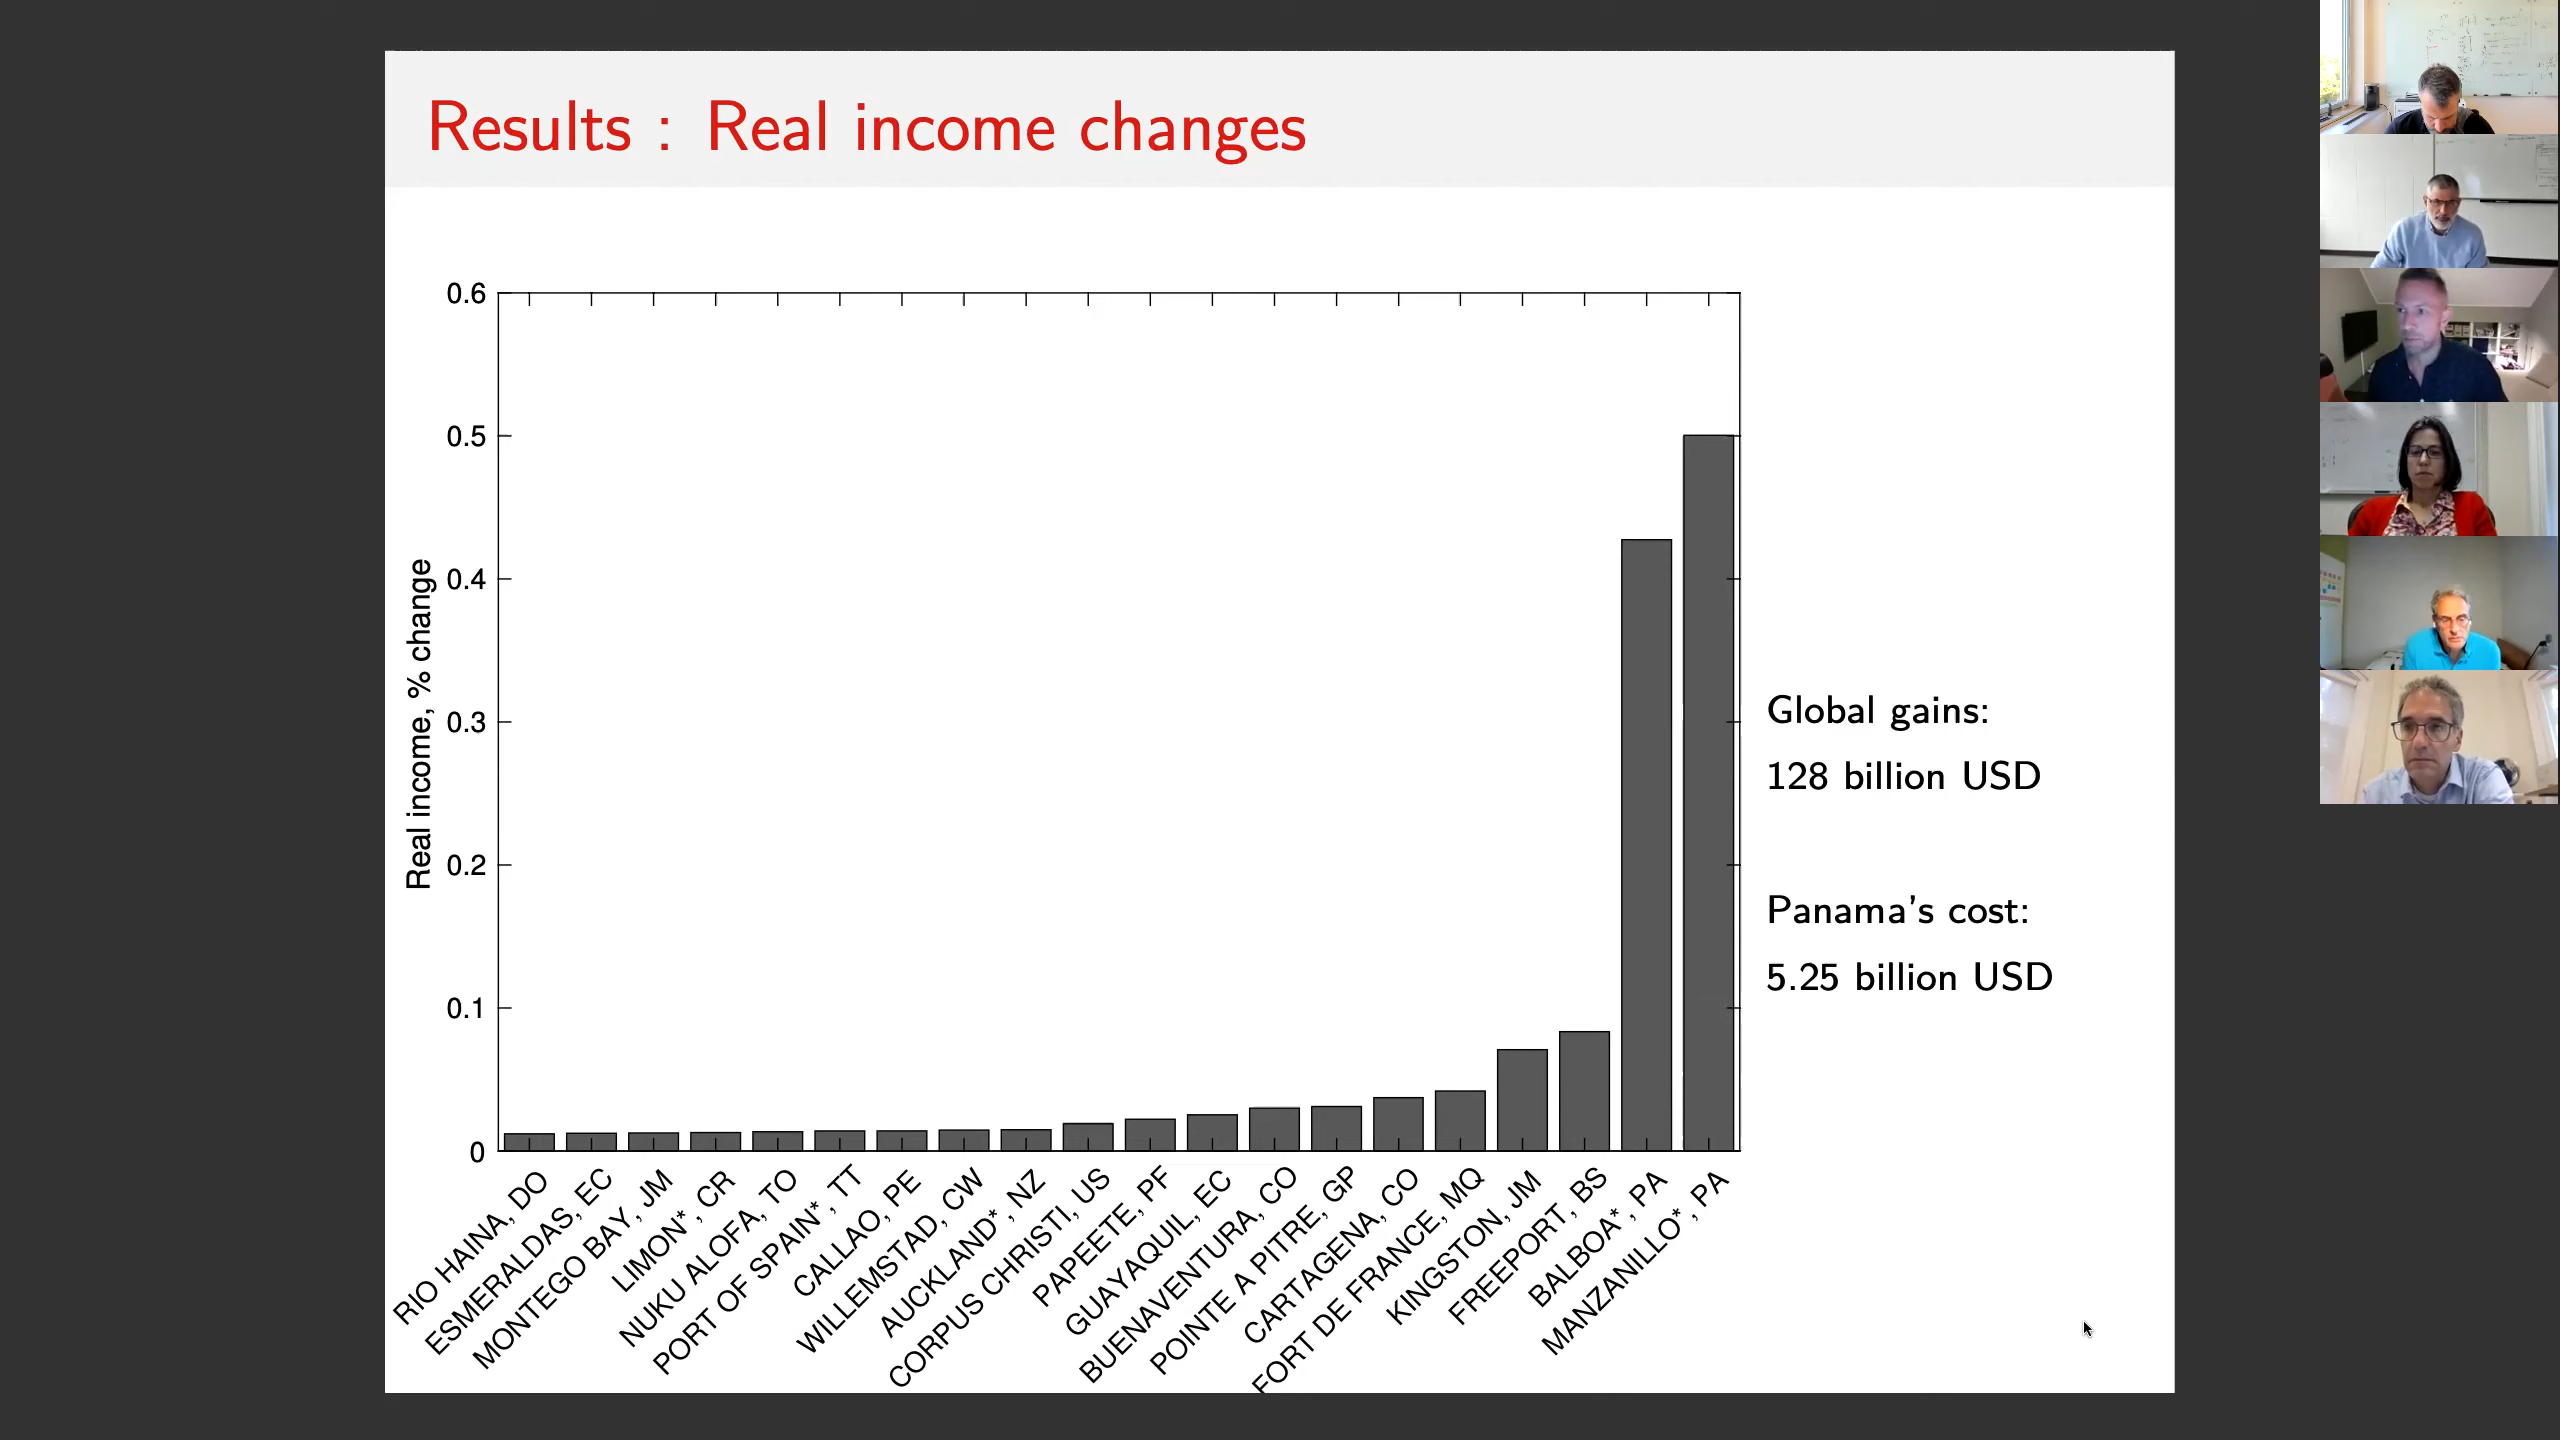 Results : Real income changes
Real income, % change
0.6
0.5
0.4
0.3
0.2
0.1
0
RIO HAINA, DO
ESMERALDAS, EC
MONTEGO BAY, JM
LIMON*, CR
NUKU ALOFA, TO
PORT OF SPAIN*, TT
CALLAO, PE
WILLEMSTAD, CW
AUCKLAND*, NZ
CORPUS CHRISTI, US
PAPEETE, PF
GUAYAQUIL, EC
BUENAVENTURA, CO
POINTE A PITRE, GP
CARTAGENA, CO
FORT DE FRANCE, MQ
KINGSTON, JM
FREEPORT, BS
BALBOA*, PA
MANZANILLO*, PA
Global gains:
128 billion USD
Panama's cost:
5.25 billion USD